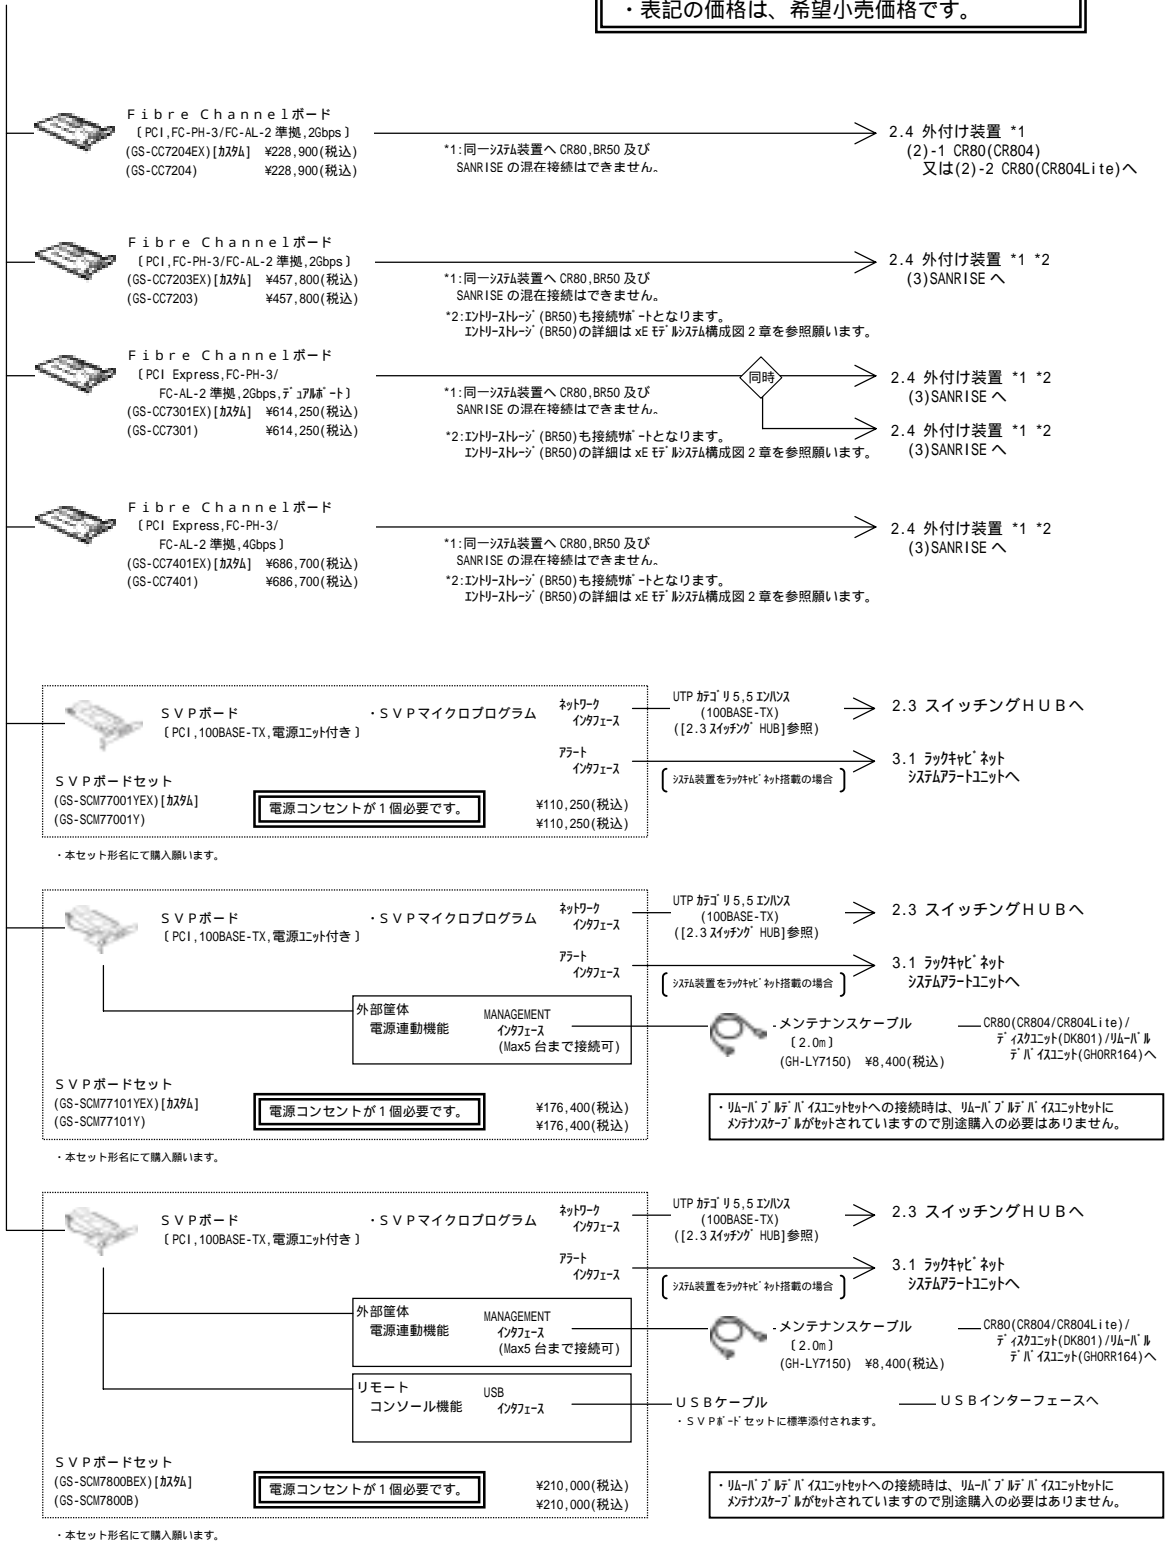 ・表記の価格は、希望小売価格です。
Ｆｉｂｒｅ Ｃｈａｎｎｅｌボード
〔PCI,FC-PH-3/FC-AL-2 準拠,2Gbps〕
(GS-CC7204EX)[ｶｽﾀﾑ] ¥228,900(税込)
(GS-CC7204) ¥228,900(税込)
*1:同一ｼｽﾃﾑ装置へ CR80,BR50 及び
SANRISE の混在接続はできません。
2.4 外付け装置 *1
(2)-1 CR80(CR804)
又は(2)-2 CR80(CR804Lite)へ
Ｆｉｂｒｅ Ｃｈａｎｎｅｌボード
〔PCI,FC-PH-3/FC-AL-2 準拠,2Gbps〕
(GS-CC7203EX)[ｶｽﾀﾑ] ¥457,800(税込)
(GS-CC7203) ¥457,800(税込)
*1:同一ｼｽﾃﾑ装置へ CR80,BR50 及び
SANRISE の混在接続はできません。
*2:ｴﾝﾄﾘｰｽﾄﾚｰｼﾞ(BR50)も接続ｻﾎﾟｰﾄとなります。
ｴﾝﾄﾘｰｽﾄﾚｰｼﾞ(BR50)の詳細は xE ﾓﾃﾞﾙｼｽﾃﾑ構成図 2 章を参照願います。
2.4 外付け装置 *1 *2
(3)SANRISE へ
Ｆｉｂｒｅ Ｃｈａｎｎｅｌボード
〔PCI Express,FC-PH-3/
FC-AL-2 準拠,2Gbps,ﾃﾞｭｱﾙﾎﾟｰﾄ〕
(GS-CC7301EX)[ｶｽﾀﾑ] ¥614,250(税込)
(GS-CC7301) ¥614,250(税込)
*1:同一ｼｽﾃﾑ装置へ CR80,BR50 及び
SANRISE の混在接続はできません。
*2:ｴﾝﾄﾘｰｽﾄﾚｰｼﾞ(BR50)も接続ｻﾎﾟｰﾄとなります。
ｴﾝﾄﾘｰｽﾄﾚｰｼﾞ(BR50)の詳細は xE ﾓﾃﾞﾙｼｽﾃﾑ構成図 2 章を参照願います。
同時
2.4 外付け装置 *1 *2
(3)SANRISE へ
2.4 外付け装置 *1 *2
(3)SANRISE へ
Ｆｉｂｒｅ Ｃｈａｎｎｅｌボード
〔PCI Express,FC-PH-3/
FC-AL-2 準拠,4Gbps〕
(GS-CC7401EX)[ｶｽﾀﾑ] ¥686,700(税込)
(GS-CC7401) ¥686,700(税込)
*1:同一ｼｽﾃﾑ装置へ CR80,BR50 及び
SANRISE の混在接続はできません。
*2:ｴﾝﾄﾘｰｽﾄﾚｰｼﾞ(BR50)も接続ｻﾎﾟｰﾄとなります。
ｴﾝﾄﾘｰｽﾄﾚｰｼﾞ(BR50)の詳細は xE ﾓﾃﾞﾙｼｽﾃﾑ構成図 2 章を参照願います。
2.4 外付け装置 *1 *2
(3)SANRISE へ
ＳＶＰボード
〔PCI,100BASE-TX,電源ﾕﾆｯﾄ付き〕
・ＳＶＰマイクロプログラム
ﾈｯﾄﾜｰｸ
ｲﾝﾀﾌｪｰｽ
UTP ｶﾃｺﾞﾘ 5,5 ｴﾝﾊﾝｽ
(100BASE-TX)
([2.3 ｽｲｯﾁﾝｸﾞ HUB]参照)
2.3 スイッチングＨＵＢへ
ｱﾗｰﾄ
ｲﾝﾀﾌｪｰｽ
ｼｽﾃﾑ装置をﾗｯｸｷｬﾋﾞﾈｯﾄ搭載の場合
3.1 ﾗｯｸｷｬﾋﾞﾈｯﾄ
ｼｽﾃﾑｱﾗｰﾄﾕﾆｯﾄへ
ＳＶＰボードセット
(GS-SCM77001YEX)[ｶｽﾀﾑ] ¥110,250(税込)
(GS-SCM77001Y) ¥110,250(税込)
電源コンセントが１個必要です。
・本セット形名にて購入願います。
ＳＶＰボード
〔PCI,100BASE-TX,電源ﾕﾆｯﾄ付き〕
・ＳＶＰマイクロプログラム
ﾈｯﾄﾜｰｸ
ｲﾝﾀﾌｪｰｽ
UTP ｶﾃｺﾞﾘ 5,5 ｴﾝﾊﾝｽ
(100BASE-TX)
([2.3 ｽｲｯﾁﾝｸﾞ HUB]参照)
2.3 スイッチングＨＵＢへ
ｱﾗｰﾄ
ｲﾝﾀﾌｪｰｽ
ｼｽﾃﾑ装置をﾗｯｸｷｬﾋﾞﾈｯﾄ搭載の場合
3.1 ﾗｯｸｷｬﾋﾞﾈｯﾄ
ｼｽﾃﾑｱﾗｰﾄﾕﾆｯﾄへ
外部筐体
電源連動機能
MANAGEMENT
ｲﾝﾀﾌｪｰｽ
(Max5 台まで接続可)
メンテナンスケーブル
〔2.0m〕
(GH-LY7150) ¥8,400(税込)
CR80(CR804/CR804Lite)/
ﾃﾞｨｽｸﾕﾆｯﾄ(DK801)/ﾘﾑｰﾊﾞﾙ
ﾃﾞﾊﾞｲｽﾕﾆｯﾄ(GHORR164)へ
ＳＶＰボードセット
(GS-SCM77101YEX)[ｶｽﾀﾑ] ¥176,400(税込)
(GS-SCM77101Y) ¥176,400(税込)
電源コンセントが１個必要です。
・ﾘﾑｰﾊﾞﾌﾞﾙﾃﾞﾊﾞｲｽﾕﾆｯﾄｾｯﾄへの接続時は、ﾘﾑｰﾊﾞﾌﾞﾙﾃﾞﾊﾞｲｽﾕﾆｯﾄｾｯﾄに
ﾒﾝﾃﾅﾝｽｹｰﾌﾞﾙがｾｯﾄされていますので別途購入の必要はありません。
・本セット形名にて購入願います。
ＳＶＰボード
〔PCI,100BASE-TX,電源ﾕﾆｯﾄ付き〕
・ＳＶＰマイクロプログラム
ﾈｯﾄﾜｰｸ
ｲﾝﾀﾌｪｰｽ
UTP ｶﾃｺﾞﾘ 5,5 ｴﾝﾊﾝｽ
(100BASE-TX)
([2.3 ｽｲｯﾁﾝｸﾞ HUB]参照)
2.3 スイッチングＨＵＢへ
ｱﾗｰﾄ
ｲﾝﾀﾌｪｰｽ
ｼｽﾃﾑ装置をﾗｯｸｷｬﾋﾞﾈｯﾄ搭載の場合
3.1 ﾗｯｸｷｬﾋﾞﾈｯﾄ
ｼｽﾃﾑｱﾗｰﾄﾕﾆｯﾄへ
外部筐体
電源連動機能
MANAGEMENT
ｲﾝﾀﾌｪｰｽ
(Max5 台まで接続可)
メンテナンスケーブル
〔2.0m〕
(GH-LY7150) ¥8,400(税込)
CR80(CR804/CR804Lite)/
ﾃﾞｨｽｸﾕﾆｯﾄ(DK801)/ﾘﾑｰﾊﾞﾙ
ﾃﾞﾊﾞｲｽﾕﾆｯﾄ(GHORR164)へ
リモート
コンソール機能
USB
ｲﾝﾀﾌｪｰｽ
ＵＳＢケーブル
・ＳＶＰﾎﾞｰﾄﾞセットに標準添付されます。
ＵＳＢインターフェースへ
ＳＶＰボードセット
(GS-SCM7800BEX)[ｶｽﾀﾑ] ¥210,000(税込)
(GS-SCM7800B) ¥210,000(税込)
電源コンセントが１個必要です。
・ﾘﾑｰﾊﾞﾌﾞﾙﾃﾞﾊﾞｲｽﾕﾆｯﾄｾｯﾄへの接続時は、ﾘﾑｰﾊﾞﾌﾞﾙﾃﾞﾊﾞｲｽﾕﾆｯﾄｾｯﾄに
ﾒﾝﾃﾅﾝｽｹｰﾌﾞﾙがｾｯﾄされていますので別途購入の必要はありません。
・本セット形名にて購入願います。